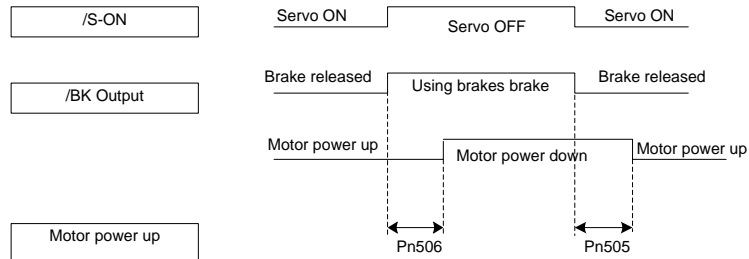 /S-ON
Servo ON
Servo OFF
Servo ON
/BK Output
Brake released
Using brakes brake
Brake released
Motor power up
Motor power down
Motor power up
Motor power up
Pn506
Pn505